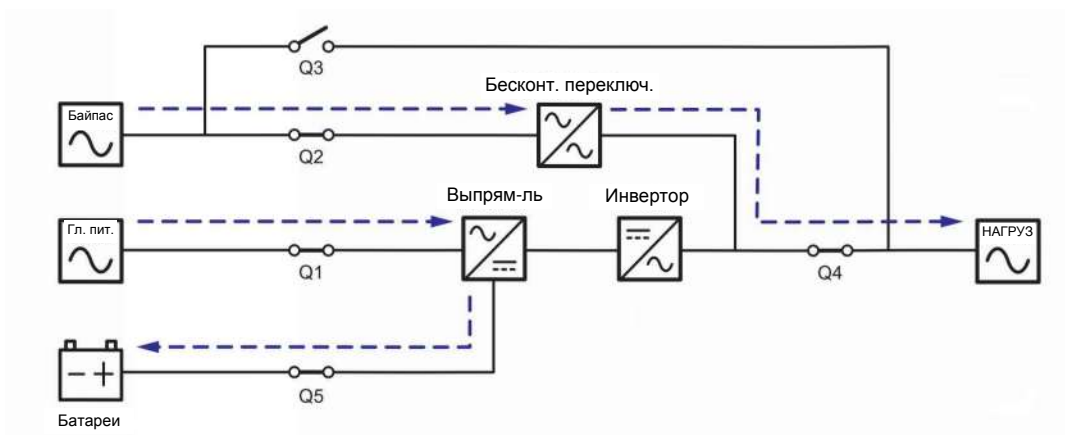 Q3
Бесконт. переключ.
Байпас
Q2
Выпрям-ль
Инвертор
Гл. пит.
НАГРУЗ
Q1
Q4
Q5
Батареи